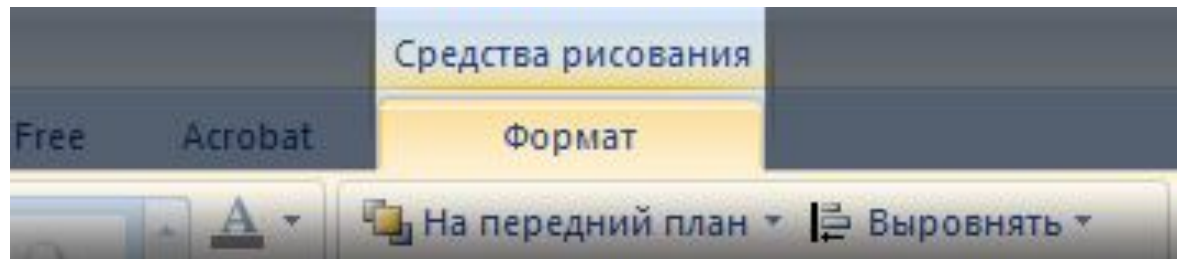 Средства рисования
Free Acrobat Формат
A На передний план Выровнять